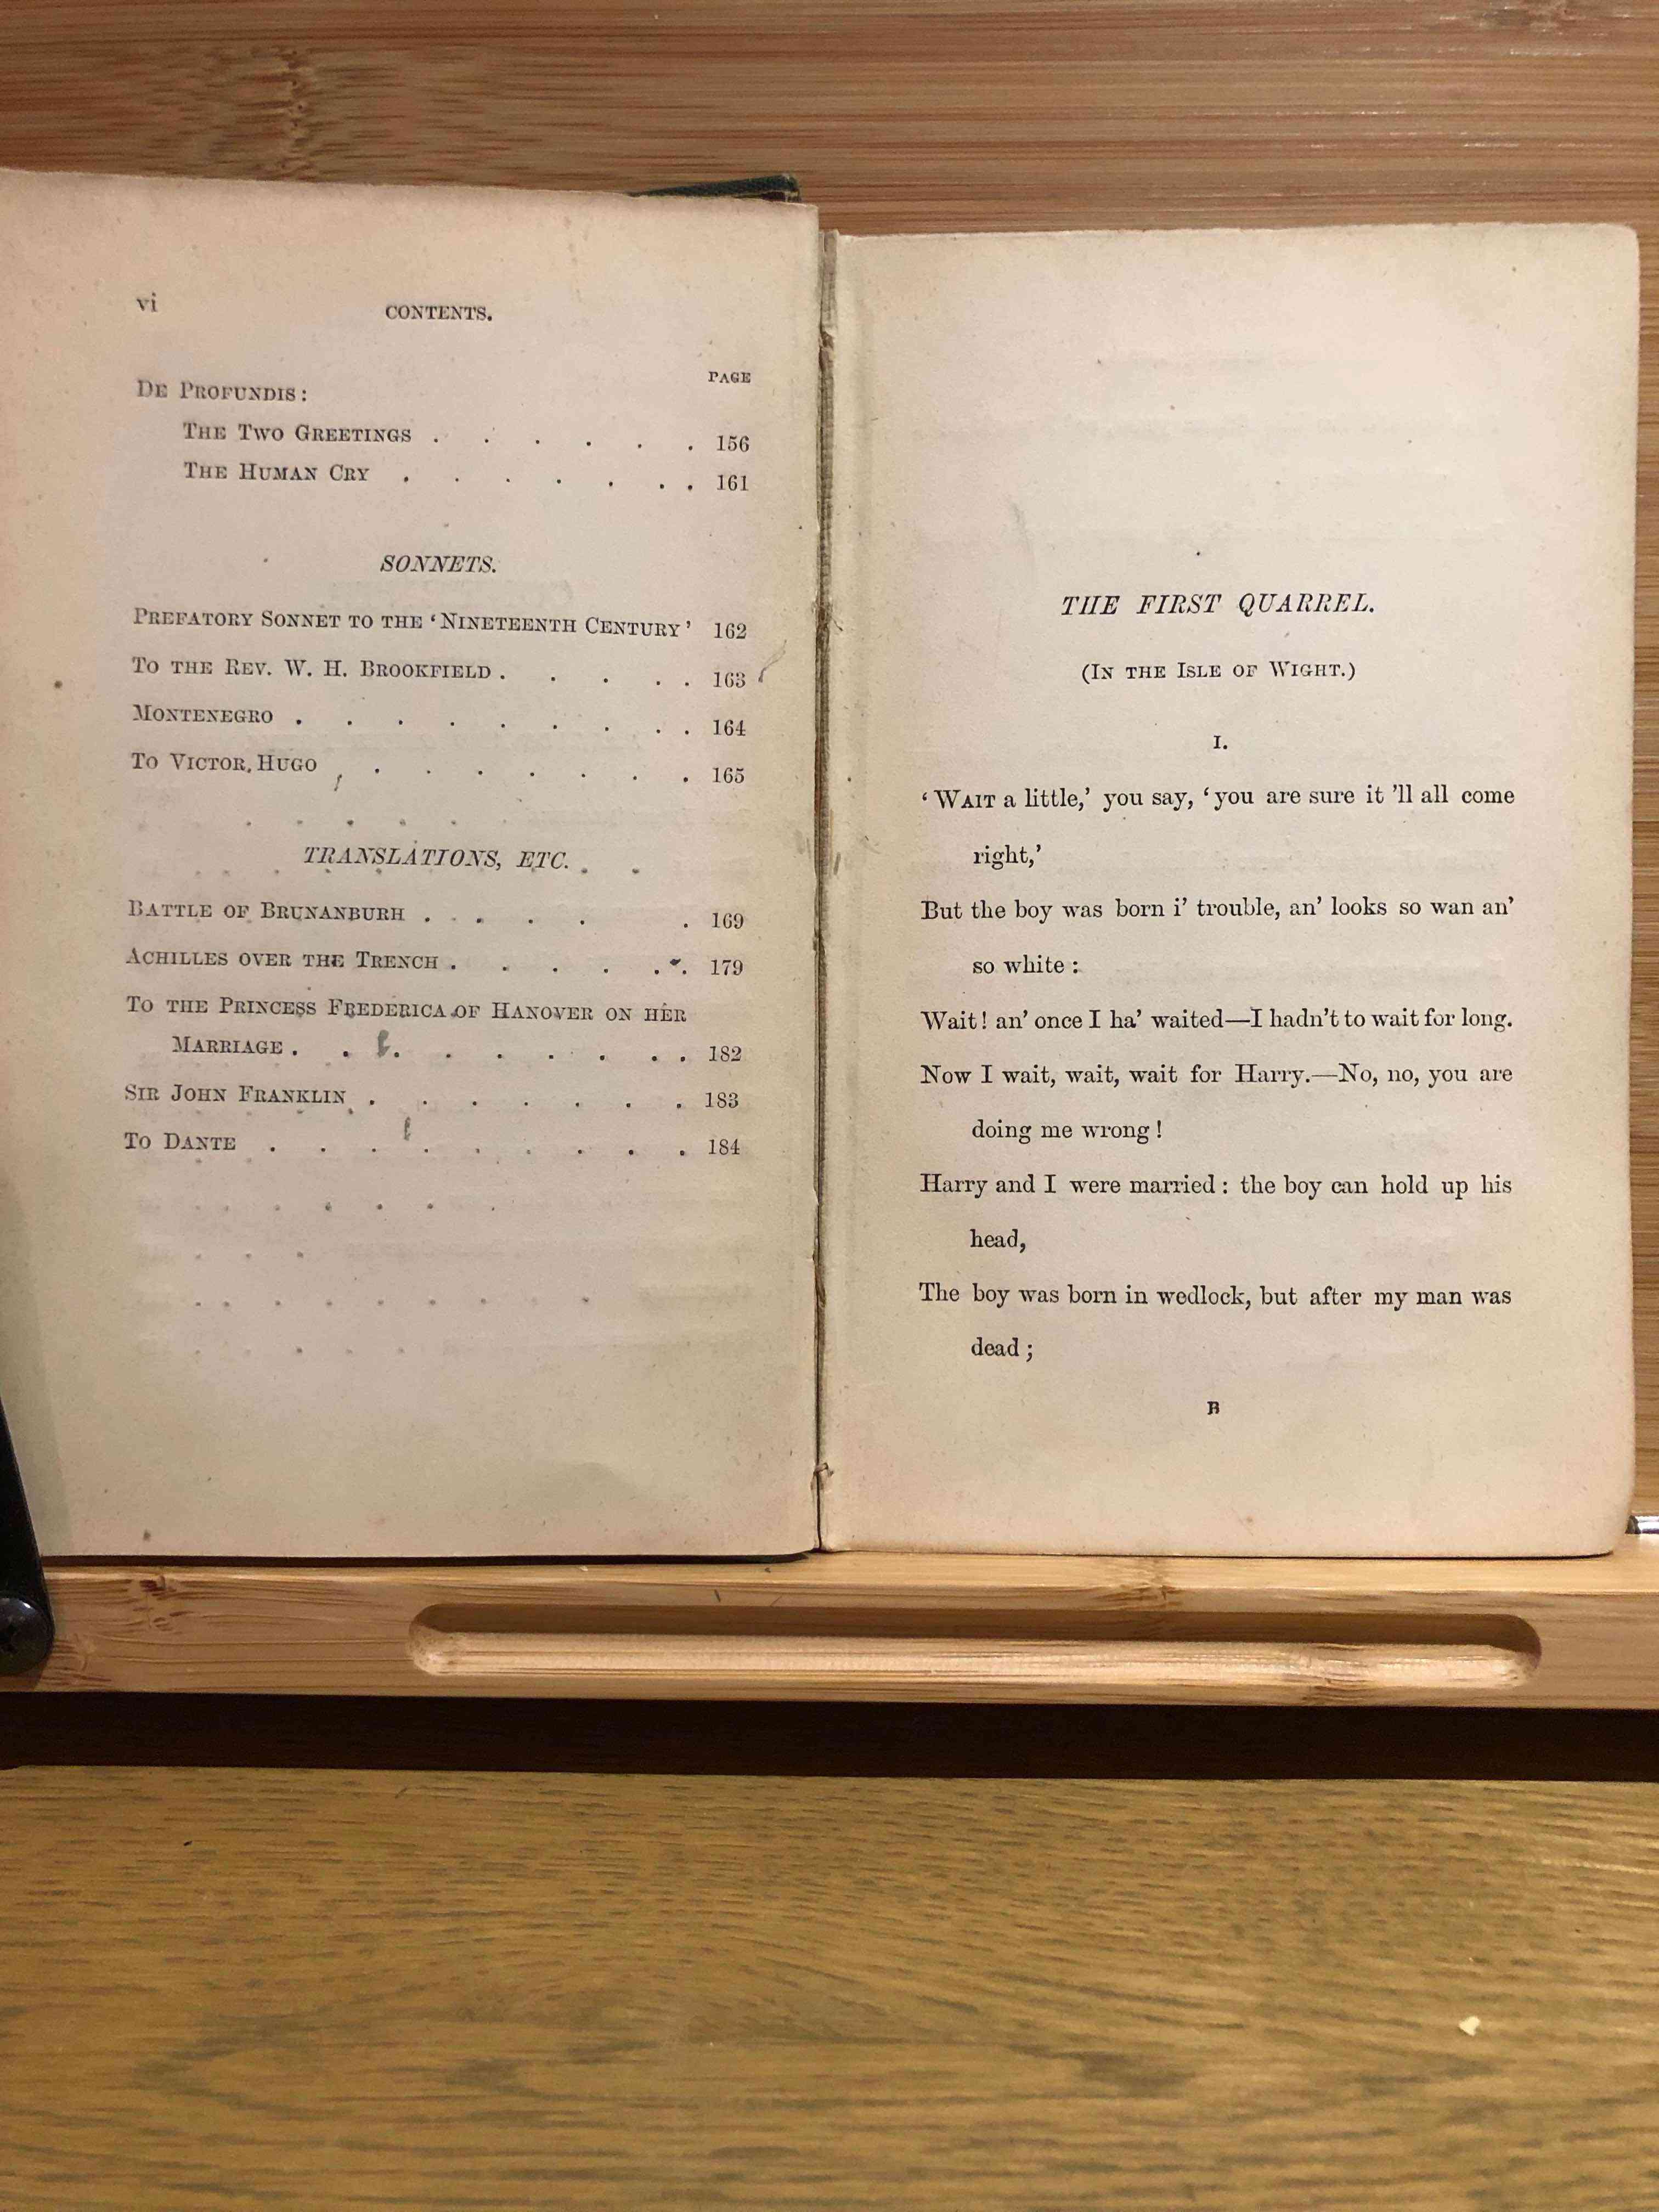 vi
CONTENTS.
PAGE
DE PROFUNDIS:
THE TWO GREETINGS . . . . . . 156
THE HUMAN CRY . . . . . . . 161
SONNETS.
PREFATORY SONNET TO THE ‘NINETEENTH CENTURY’ 162
TO THE REV. W. H. BROOKFIELD . . . . . 163
MONTENEGRO . . . . . . . . . 164
TO VICTOR HUGO . . . . . . . 165
TRANSLATIONS, ETC.
BATTLE OF BRUNANBURH . . . . . 169
ACHILLES OVER THE TRENCH . . . . . . 179
TO THE PRINCESS FREDERICA OF HANOVER ON HER
MARRIAGE . . . . . . . . . 182
SIR JOHN FRANKLIN . . . . . . . 183
TO DANTE . . . . . . . . . 184
THE FIRST QUARREL.
(IN THE ISLE OF WIGHT.)
I.
‘WAIT a little,’ you say, ‘you are sure it ’ll all come
right,’
But the boy was born i’ trouble, an’ looks so wan an’
so white :
Wait! an’ once I ha’ waited—I hadn’t to wait for long.
Now I wait, wait, wait for Harry.—No, no, you are
doing me wrong!
Harry and I were married : the boy can hold up his
head,
The boy was born in wedlock, but after my man was
dead ;
B